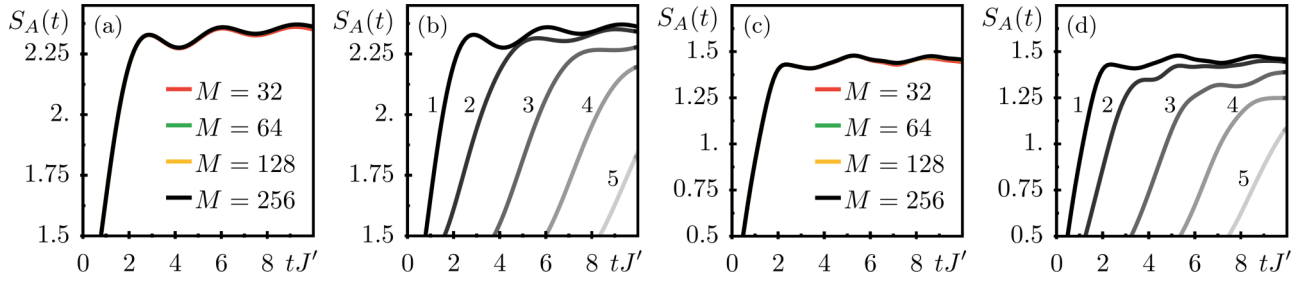 S_A(t) (a) S_A(t) (b) S_A(t) (c) S_A(t) (d)
2.25 2.25 1.5 1.5
2. 2. 1.25 1.25
1.75 1.75 1. 1.
1.5 1.5 0.75 0.75
0.5 0.5
M = 32
M = 64
M = 128
M = 256
1 2 3 4 5
M = 32
M = 64
M = 128
M = 256
1 2 3 4 5
0 2 4 6 8 tJ′ 0 2 4 6 8 tJ′ 0 2 4 6 8 tJ′ 0 2 4 6 8 tJ′